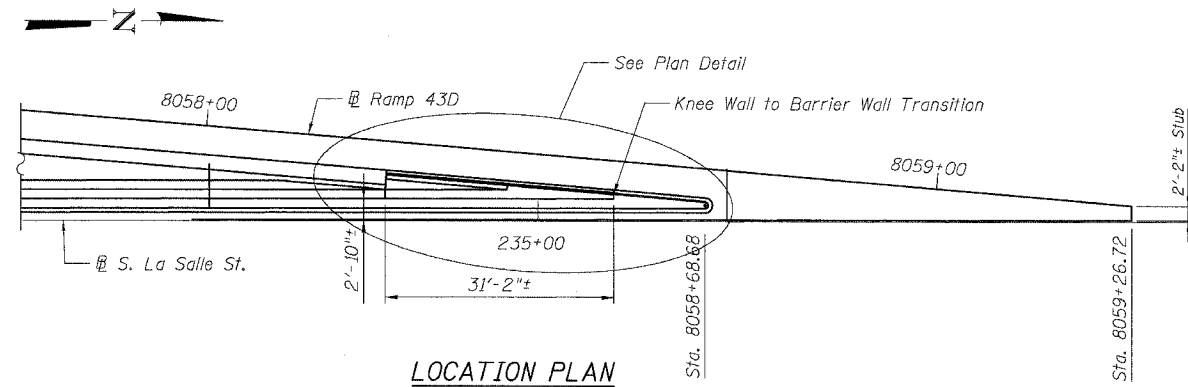 N
See Plan Detail
8058+00
℄ Ramp 43D
Knee Wall to Barrier Wall Transition
8059+00
2'-2"± Stub
235+00
℄ S. La Salle St.
2'-10"±
31'-2"±
Sta. 8058+68.68
Sta. 8059+26.72
LOCATION PLAN